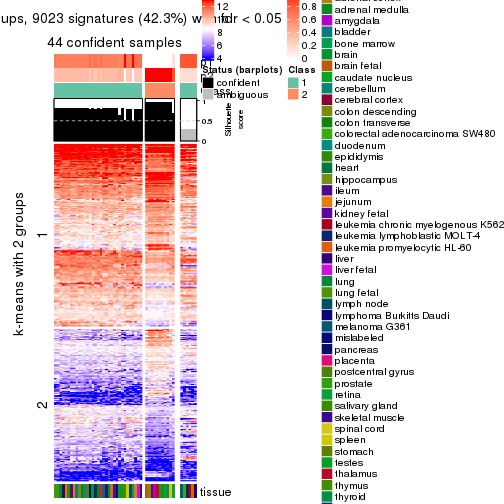 ups, 9023 signatures (42.3%) with fdr < 0.05
44 confident samples
12
10
8
6
4
0.8
0.6
0.4
0.2
0
Status (barplots)
confident
ambiguous
Class
1
2
1
0.5
0
Silhouette
score
k-means with 2 groups
1
2
tissue
adrenal medulla
amygdala
bladder
bone marrow
brain
brain fetal
caudate nucleus
cerebellum
cerebral cortex
colon descending
colon transverse
colorectal adenocarcinoma SW480
duodenum
epididymis
heart
hippocampus
ileum
jejunum
kidney fetal
leukemia chronic myelogenous K562
leukemia lymphoblastic MOLT-4
leukemia promyelocytic HL-60
liver
liver fetal
lung
lung fetal
lymph node
lymphoma Burkitts Daudi
melanoma G361
mislabeled
pancreas
placenta
postcentral gyrus
prostate
retina
salivary gland
skeletal muscle
spinal cord
spleen
stomach
testes
thalamus
thymus
thyroid